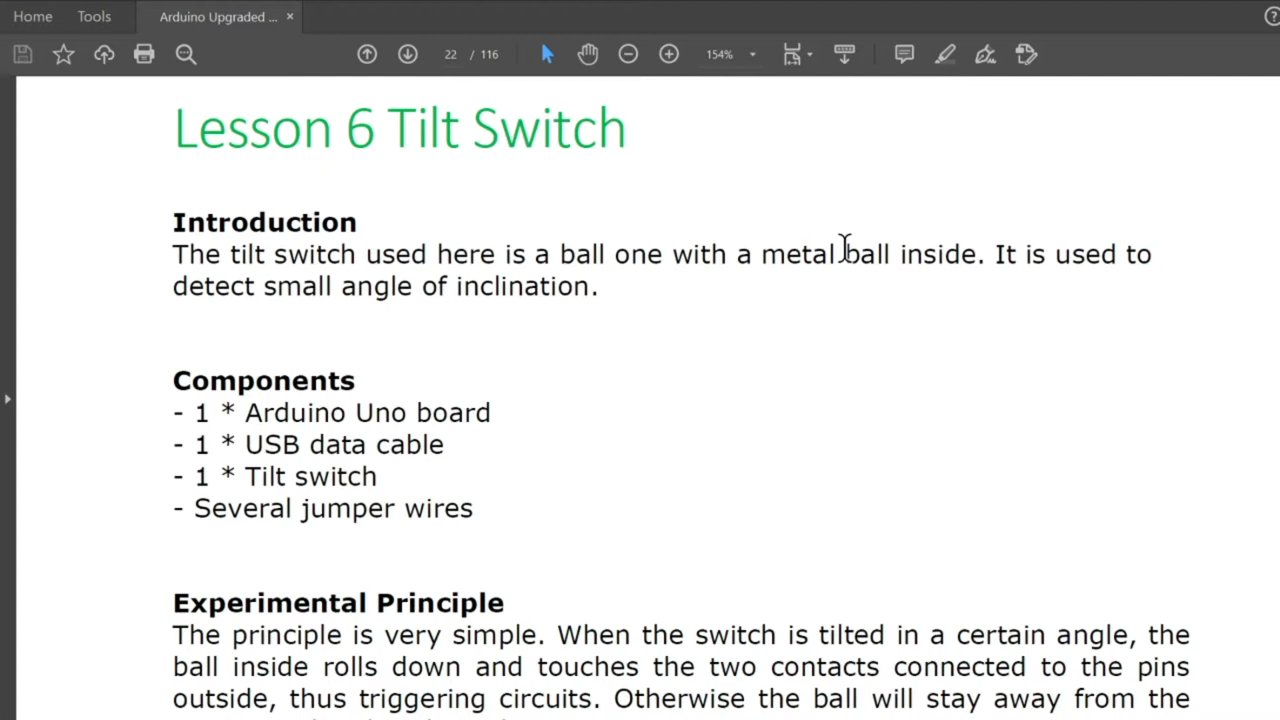 Home Tools Arduino Upgraded ... ×
22 / 116 154%
Lesson 6 Tilt Switch
Introduction
The tilt switch used here is a ball one with a metal ball inside. It is used to
detect small angle of inclination.
Components
- 1 * Arduino Uno board
- 1 * USB data cable
- 1 * Tilt switch
- Several jumper wires
Experimental Principle
The principle is very simple. When the switch is tilted in a certain angle, the
ball inside rolls down and touches the two contacts connected to the pins
outside, thus triggering circuits. Otherwise the ball will stay away from the